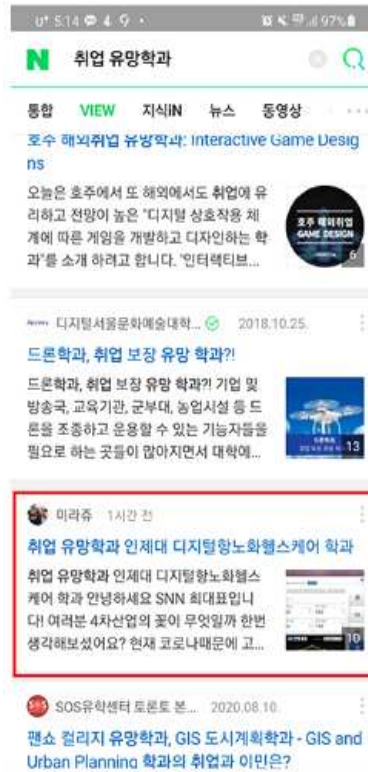 5:14
97%
N 취업 유망학과
통합 VIEW 지식iN 뉴스 동영상
호주 해외취업 유망학과: Interactive Game Desig
ns
오늘은 호주에서 또 해외에서도 취업에 유
리하고 전망이 높은 "디지털 상호작용 체
계에 따른 게임을 개발하고 디자인하는 학
과"를 소개 하려고 합니다. "인터랙티브...
호주 해외취업
GAME DESIGN
6
디지털서울문화예술대학... 2018.10.25.
드론학과, 취업 보장 유망 학과?!
드론학과, 취업 보장 유망 학과?! 기업 및
방송국, 교육기관, 군부대, 농업시설 등 드
론을 조종하고 운용할 수 있는 기능자들을
필요로 하는 곳들이 많아지면서 대학에...
드론학과
13
미라쥬 1시간 전
취업 유망학과 인제대 디지털항노화헬스케어 학과
취업 유망학과 인제대 디지털항노화헬스
케어 학과 안녕하세요 SNN 최대표입니
다! 여러분 4차산업의 꽃이 무엇일까 한번
생각해보셨어요? 현재 코로나때문에 고...
10
SOS유학센터 토론토 본... 2020.08.10.
팬쇼 컬리지 유망학과, GIS 도시계획학과 - GIS and
Urban Planning 학과의 취업과 이민은?